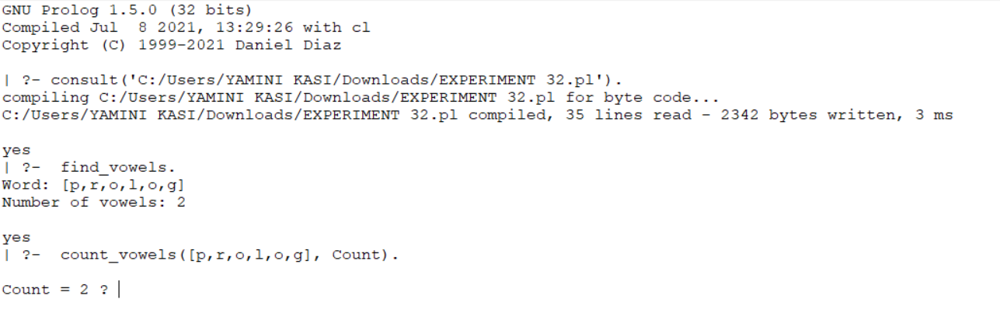 GNU Prolog 1.5.0 (32 bits)
Compiled Jul  8 2021, 13:29:26 with cl
Copyright (C) 1999-2021 Daniel Diaz
| ?- consult('C:/Users/YAMINI KASI/Downloads/EXPERIMENT 32.pl').
compiling C:/Users/YAMINI KASI/Downloads/EXPERIMENT 32.pl for byte code...
C:/Users/YAMINI KASI/Downloads/EXPERIMENT 32.pl compiled, 35 lines read - 2342 bytes written, 3 ms
yes
| ?-  find_vowels.
Word: [p,r,o,l,o,g]
Number of vowels: 2
yes
| ?-  count_vowels([p,r,o,l,o,g], Count).
Count = 2 ?